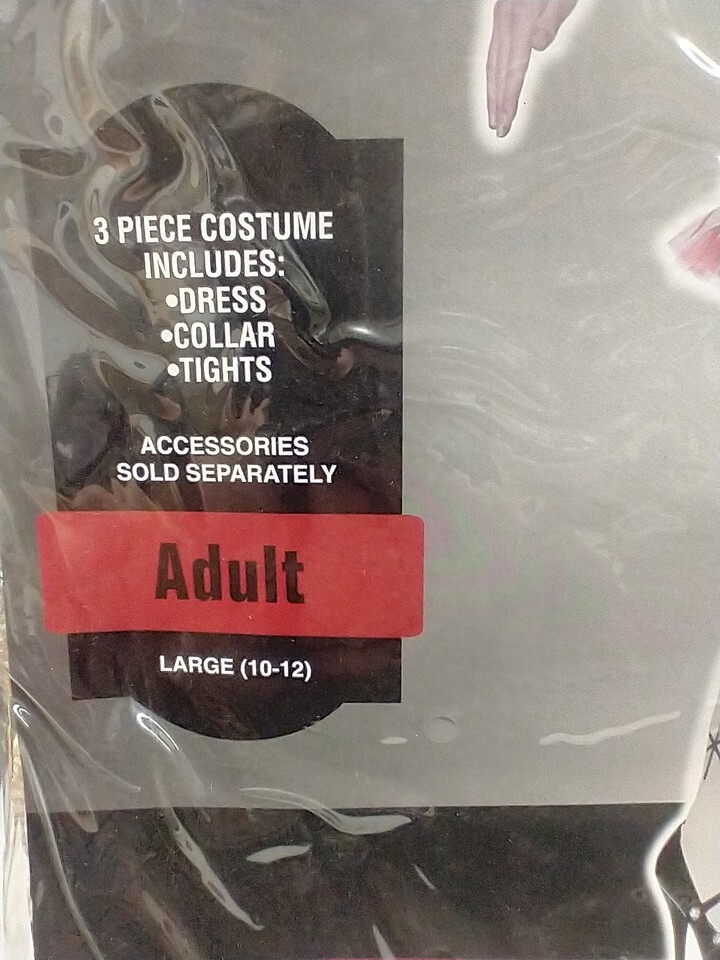 3 PIECE COSTUME
INCLUDES:
•DRESS
•COLLAR
•TIGHTS
ACCESSORIES
SOLD SEPARATELY
Adult
LARGE (10-12)